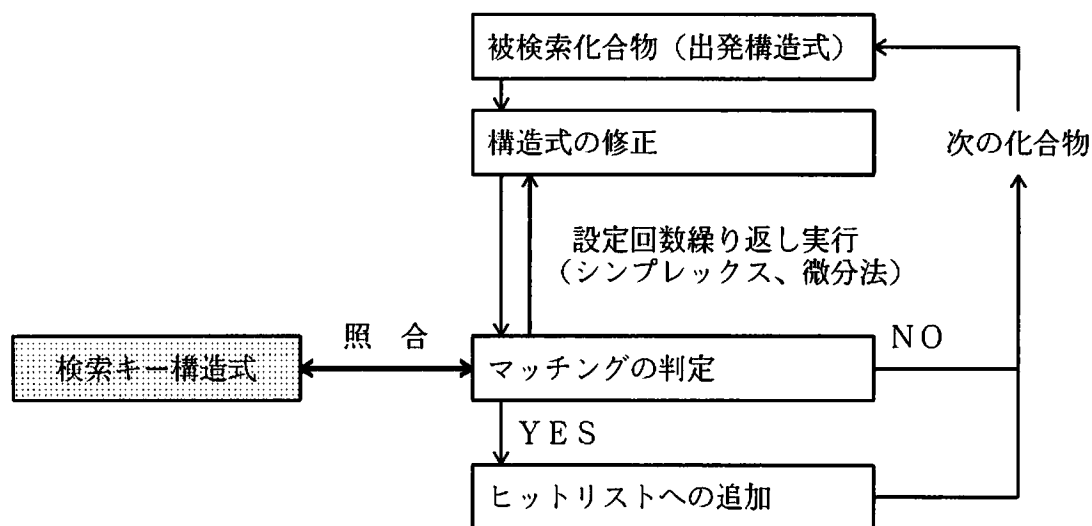 被検索化合物（出発構造式）
構造式の修正
次の化合物
設定回数繰り返し実行
（シンプレックス、微分法）
照 合
NO
検索キー構造式
マッチングの判定
YES
ヒットリストへの追加